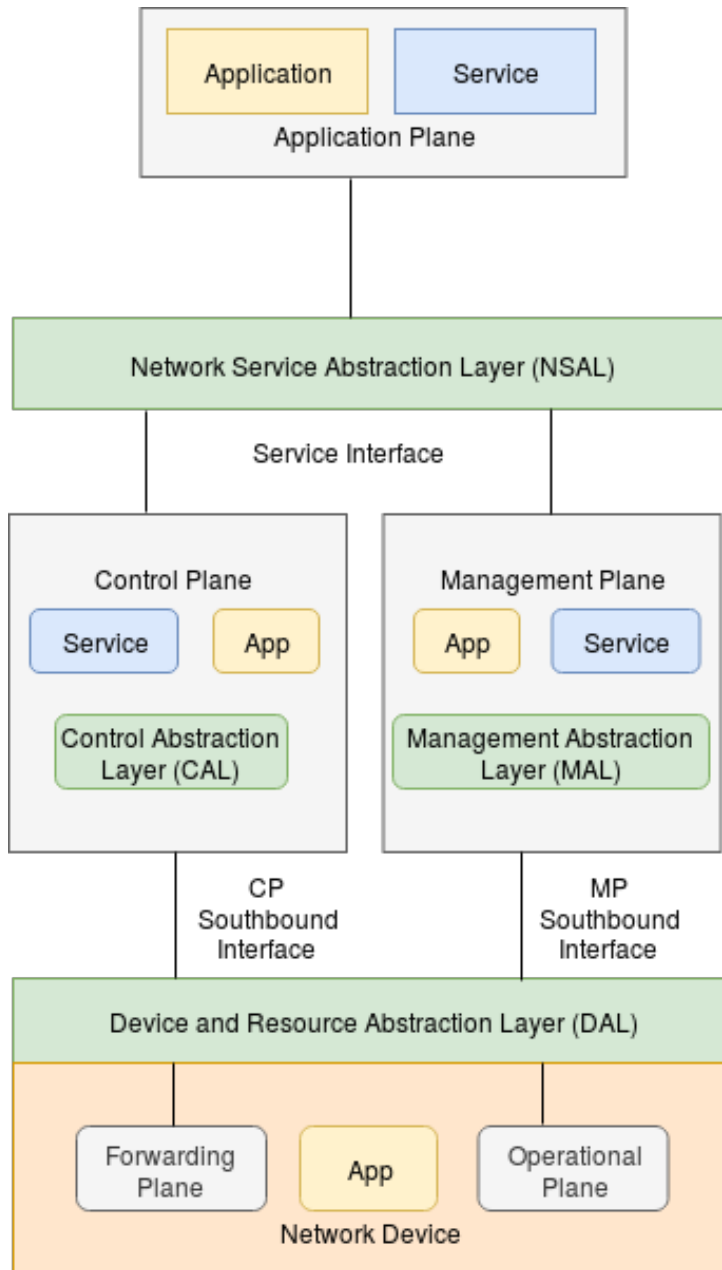 Application
Service
Application Plane
Network Service Abstraction Layer (NSAL)
Service Interface
Control Plane
Service
App
Control Abstraction
Layer (CAL)
Management Plane
App
Service
Management Abstraction
Layer (MAL)
CP
Southbound
Interface
MP
Southbound
Interface
Device and Resource Abstraction Layer (DAL)
Forwarding
Plane
App
Operational
Plane
Network Device